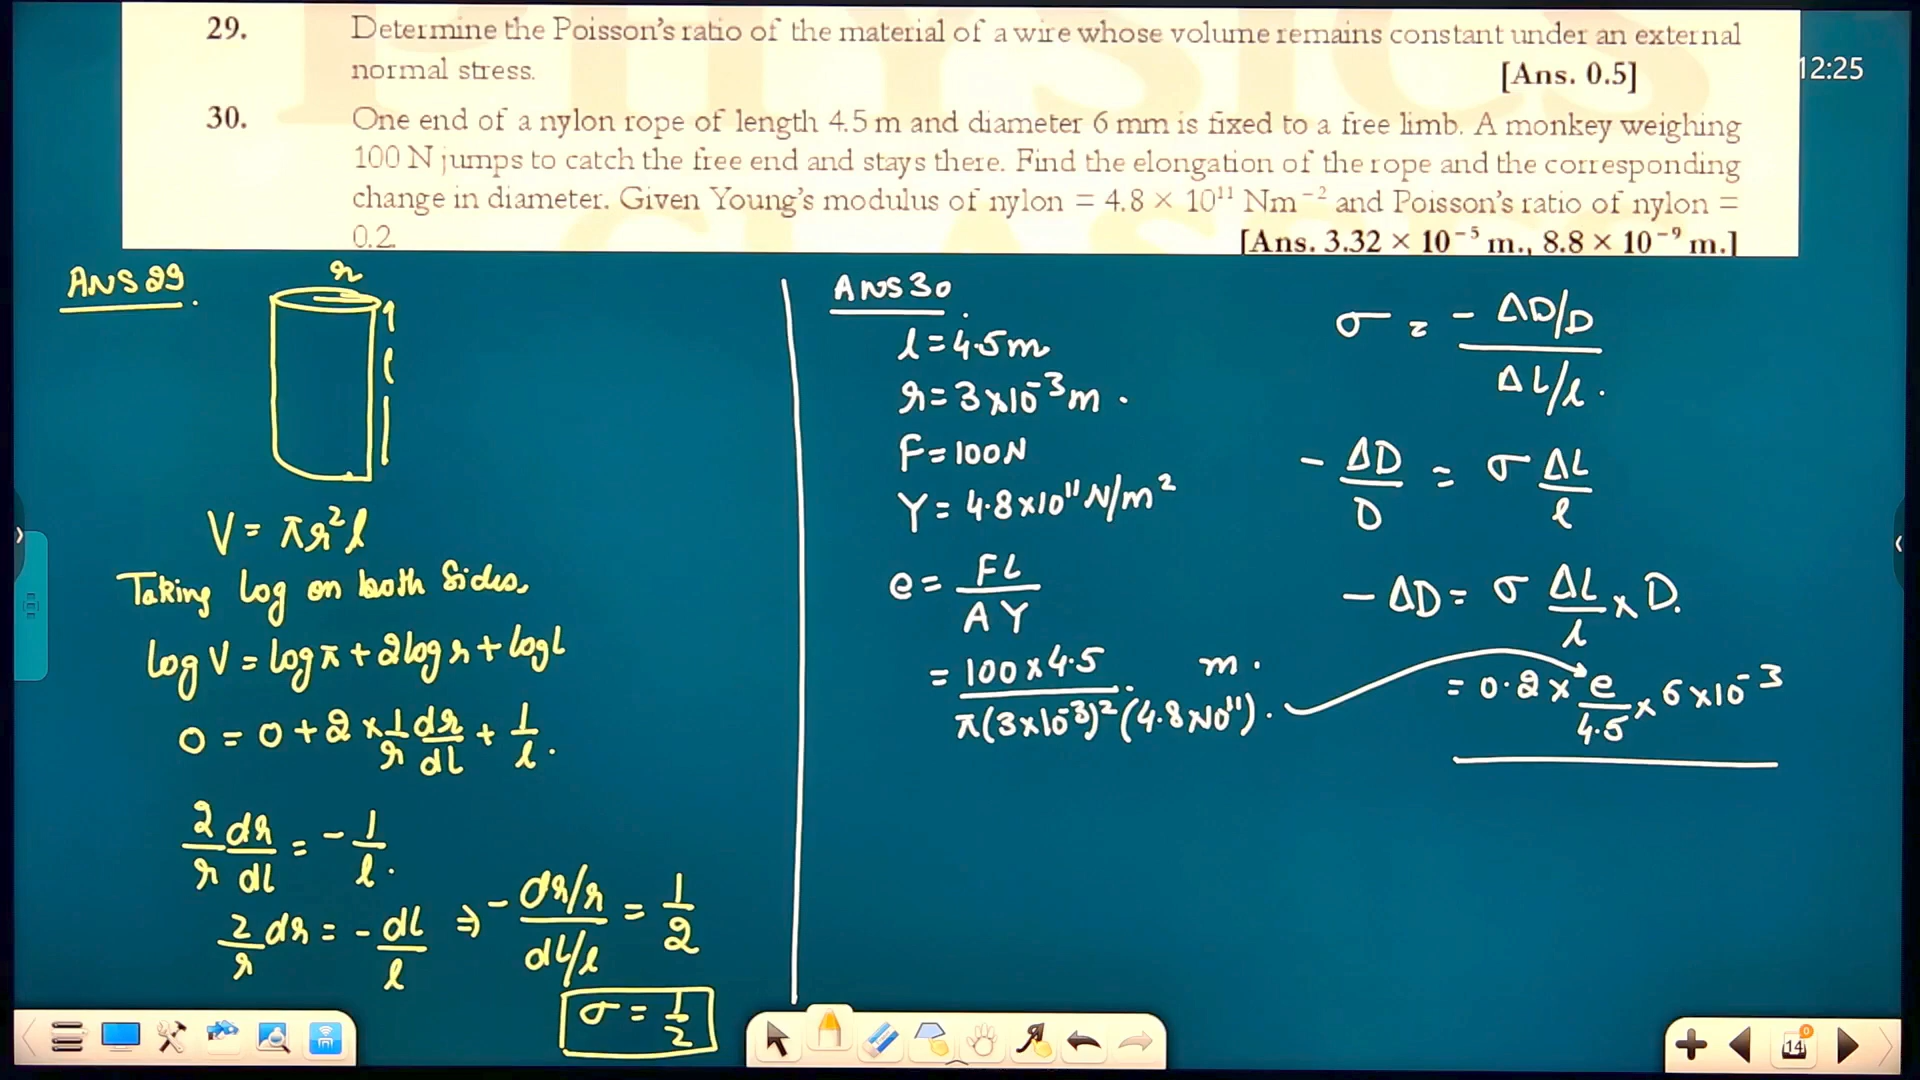 29. Determine the Poisson's ratio of the material of a wire whose volume remains constant under an external
normal stress. [Ans. 0.5]
12:25
30. One end of a nylon rope of length 4.5 m and diameter 6 mm is fixed to a free limb. A monkey weighing
100 N jumps to catch the free end and stays there. Find the elongation of the rope and the corresponding
change in diameter. Given Young's modulus of nylon = 4.8 × 10¹¹ Nm⁻² and Poisson's ratio of nylon =
0.2. [Ans. 3.32 × 10⁻⁵ m., 8.8 × 10⁻⁹ m.]
ANS 29.
r
l
V = πr²l
Taking log on both sides,
log V = log π + 2 log r + log l
0 = 0 + 2 × 1/r dr/dl + 1/l.
2/r dr/dl = - 1/l.
2/r dr = - dl/l ⇒ - (dr/r)/(dl/l) = 1/2
σ = 1/2
ANS 30.
l = 4.5m
r = 3×10⁻³m.
F = 100N
Y = 4.8×10¹¹ N/m²
e = FL/AY
= 100×4.5/π(3×10⁻³)²(4.8×10¹¹). m.
σ = - (ΔD/D)/(ΔL/l).
- ΔD/D = σ ΔL/l
- ΔD = σ ΔL/l × D.
= 0.2 × e/4.5 × 6×10⁻³
14
0